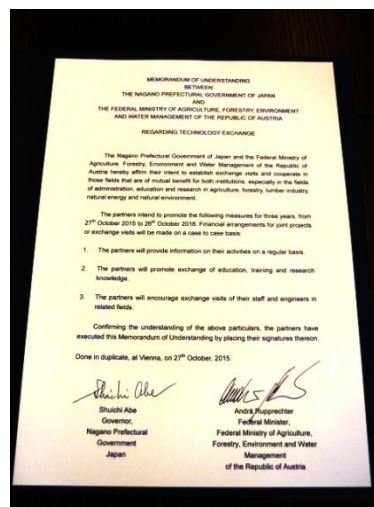 MEMORANDUM OF UNDERSTANDING
BETWEEN
THE NAGANO PREFECTURAL GOVERNMENT OF JAPAN
AND
THE FEDERAL MINISTRY OF AGRICULTURE, FORESTRY, ENVIRONMENT
AND WATER MANAGEMENT OF THE REPUBLIC OF AUSTRIA
REGARDING TECHNOLOGY EXCHANGE
The Nagano Prefectural Government of Japan and the Federal Ministry of
Agriculture, Forestry, Environment and Water Management of the Republic of
Austria hereby affirm their intent to establish exchange visits and cooperate in
those fields that are of mutual benefit for both institutions, especially in the fields
of administration, education and research in agriculture, forestry, lumber industry,
natural energy and natural environment.
The partners intend to promote the following measures for three years, from
27th October 2015 to 26th October 2018. Financial arrangements for joint projects
or exchange visits will be made on a case to case basis:
1. The partners will provide information on their activities on a regular basis.
2. The partners will promote exchange of education, training and research
knowledge.
3. The partners will encourage exchange visits of their staff and engineers in
related fields.
Confirming the understanding of the above particulars, the partners have
executed this Memorandum of Understanding by placing their signatures thereon.
Done in duplicate, at Vienna, on 27th October, 2015.
Shuichi Abe
Shuichi Abe
Governor,
Nagano Prefectural
Government
Japan
Andrä Rupprechter
Federal Minister,
Federal Ministry of Agriculture,
Forestry, Environment and Water
Management
of the Republic of Austria